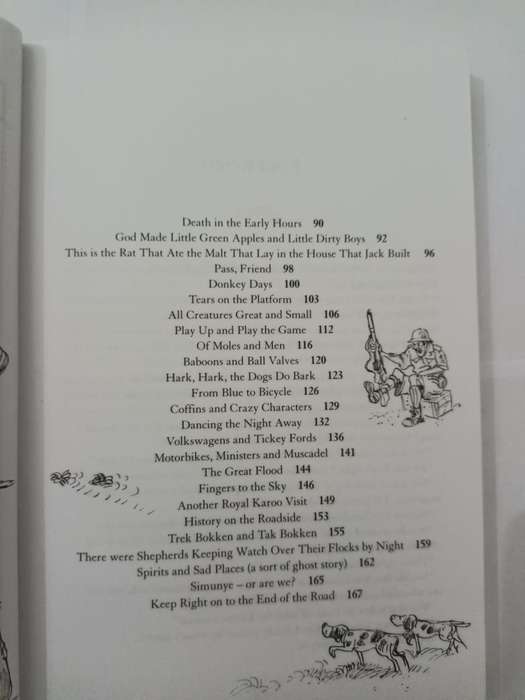 Death in the Early Hours 90
God Made Little Green Apples and Little Dirty Boys 92
This is the Rat That Ate the Malt That Lay in the House That Jack Built 96
Pass, Friend 98
Donkey Days 100
Tears on the Platform 103
All Creatures Great and Small 106
Play Up and Play the Game 112
Of Moles and Men 116
Baboons and Ball Valves 120
Hark, Hark, the Dogs Do Bark 123
From Blue to Bicycle 126
Coffins and Crazy Characters 129
Dancing the Night Away 132
Volkswagens and Tickey Fords 136
Motorbikes, Ministers and Muscadel 141
The Great Flood 144
Fingers to the Sky 146
Another Royal Karoo Visit 149
History on the Roadside 153
Trek Bokken and Tak Bokken 155
There were Shepherds Keeping Watch Over Their Flocks by Night 159
Spirits and Sad Places (a sort of ghost story) 162
Simunye – or are we? 165
Keep Right on to the End of the Road 167